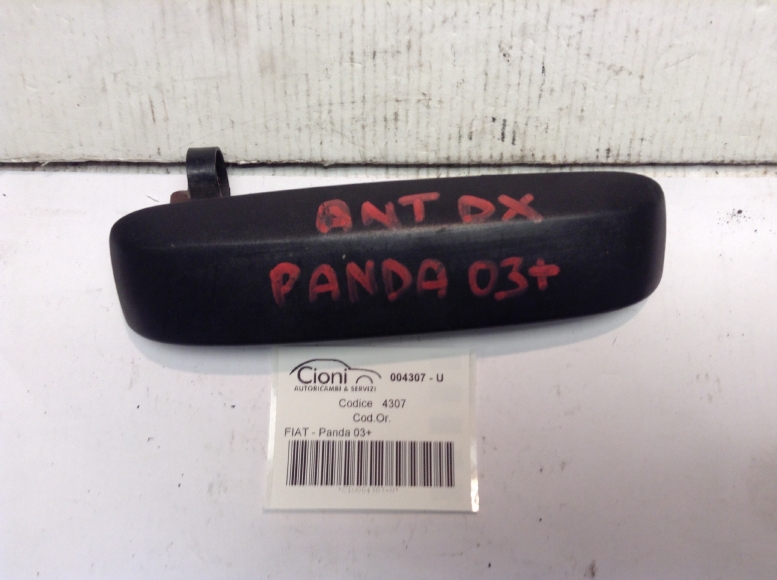 ANT DX
PANDA 03+
Cioni 004307 - U
AUTORICAMBI & SERVIZI
Codice 4307
Cod.Or.
FIAT - Panda 03+